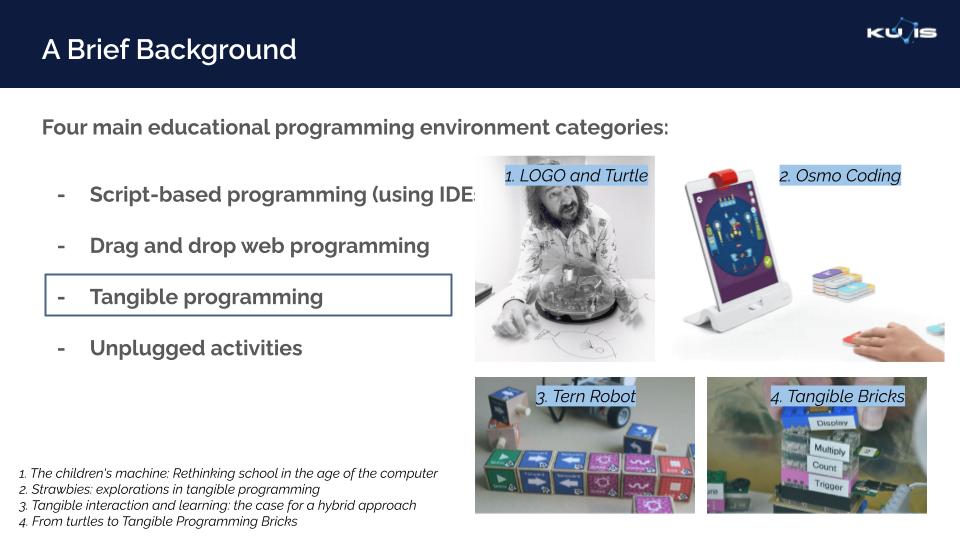 A Brief Background
KUIS
Four main educational programming environment categories:
- Script-based programming (using IDE
- Drag and drop web programming
- Tangible programming
- Unplugged activities
1. LOGO and Turtle
2. Osmo Coding
3. Tern Robot
4. Tangible Bricks
Display
Multiply
Count
Trigger
1. The children's machine: Rethinking school in the age of the computer
2. Strawbies: explorations in tangible programming
3. Tangible interaction and learning: the case for a hybrid approach
4. From turtles to Tangible Programming Bricks